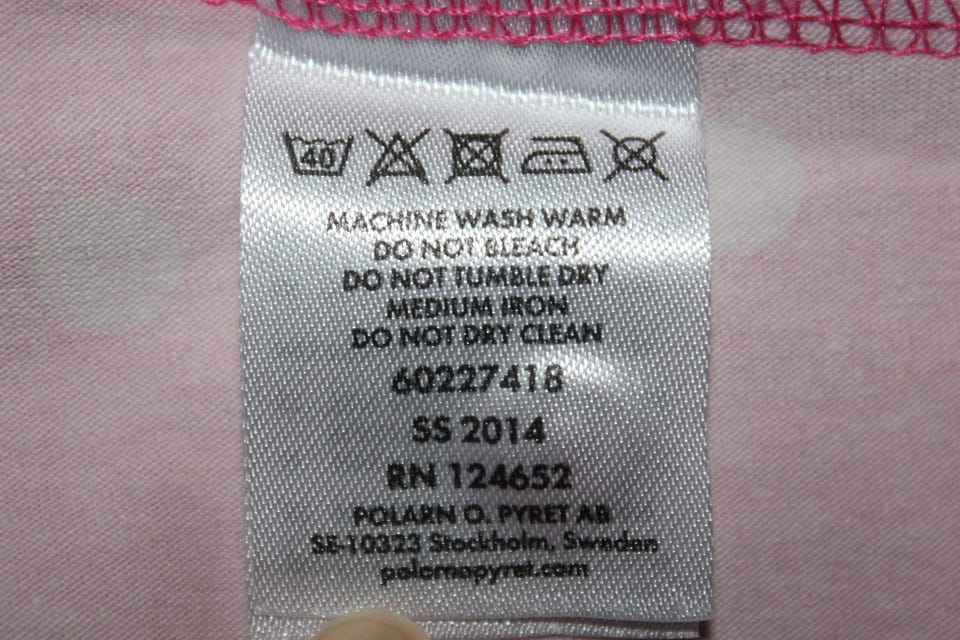 40
MACHINE WASH WARM
DO NOT BLEACH
DO NOT TUMBLE DRY
MEDIUM IRON
DO NOT DRY CLEAN
60227418
SS 2014
RN 124652
POLARN O. PYRET AB
SE-10323 Stockholm, Sweden
polarnopyret.com